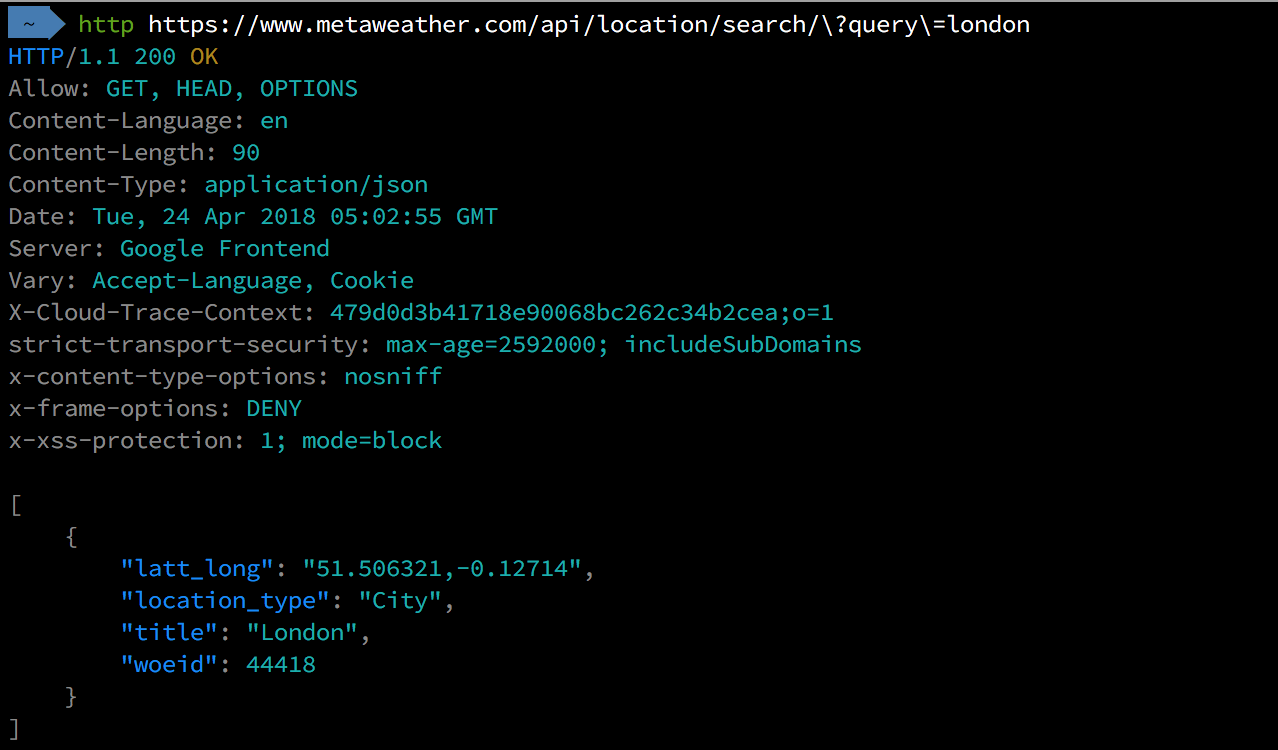 ~ http https://www.metaweather.com/api/location/search/\?query\=london
HTTP/1.1 200 OK
Allow: GET, HEAD, OPTIONS
Content-Language: en
Content-Length: 90
Content-Type: application/json
Date: Tue, 24 Apr 2018 05:02:55 GMT
Server: Google Frontend
Vary: Accept-Language, Cookie
X-Cloud-Trace-Context: 479d0d3b41718e90068bc262c34b2cea;o=1
strict-transport-security: max-age=2592000; includeSubDomains
x-content-type-options: nosniff
x-frame-options: DENY
x-xss-protection: 1; mode=block
[
    {
        "latt_long": "51.506321,-0.12714",
        "location_type": "City",
        "title": "London",
        "woeid": 44418
    }
]